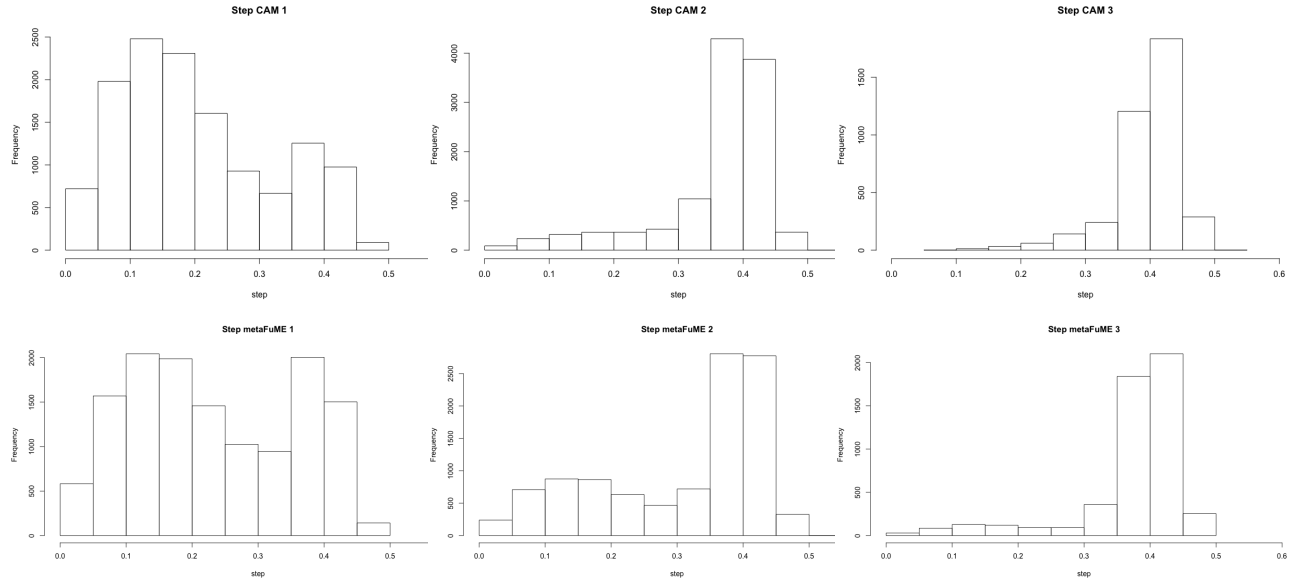 Step CAM 1
Frequency
0 500 1000 1500 2000 2500
0.0 0.1 0.2 0.3 0.4 0.5
step
Step CAM 2
Frequency
0 1000 2000 3000 4000
0.0 0.1 0.2 0.3 0.4 0.5
step
Step CAM 3
Frequency
0 500 1000 1500
0.0 0.1 0.2 0.3 0.4 0.5 0.6
step
Step metaFuME 1
Frequency
0 500 1000 1500 2000
0.0 0.1 0.2 0.3 0.4 0.5
step
Step metaFuME 2
Frequency
0 500 1000 1500 2000 2500
0.0 0.1 0.2 0.3 0.4 0.5
step
Step metaFuME 3
Frequency
0 500 1000 1500 2000
0.0 0.1 0.2 0.3 0.4 0.5 0.6
step